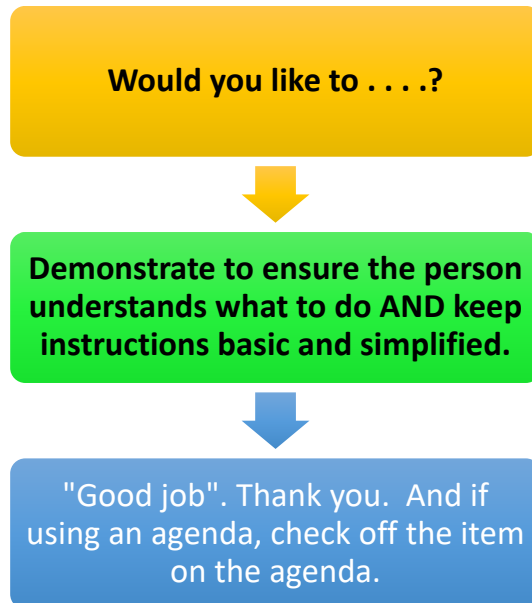 Would you like to . . . .?
Demonstrate to ensure the person
understands what to do AND keep
instructions basic and simplified.
"Good job". Thank you.  And if
using an agenda, check off the item
on the agenda.